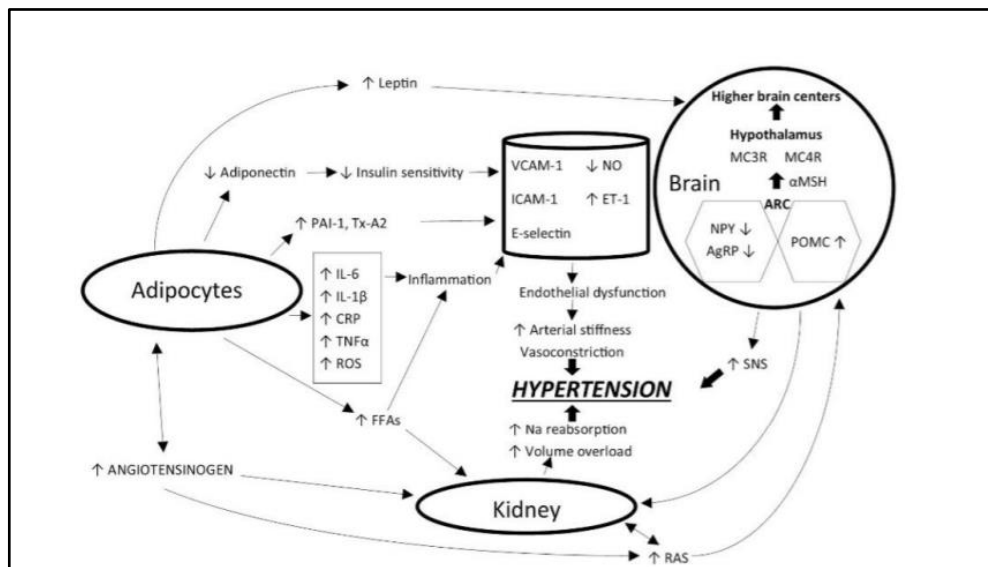 ↑ Leptin
Higher brain centers
Hypothalamus
MC3R MC4R
αMSH
Brain
ARC
NPY ↓
AgRP ↓
POMC ↑
↓ Adiponectin
↓ Insulin sensitivity
VCAM-1 ↓ NO
ICAM-1 ↑ ET-1
E-selectin
↑ PAI-1, Tx-A2
Adipocytes
↑ IL-6
↑ IL-1β
↑ CRP
↑ TNFα
↑ ROS
Inflammation
Endothelial dysfunction
↑ Arterial stiffness
Vasoconstriction
↑ SNS
HYPERTENSION
↑ FFAs
↑ Na reabsorption
↑ Volume overload
↑ ANGIOTENSINOGEN
Kidney
↑ RAS